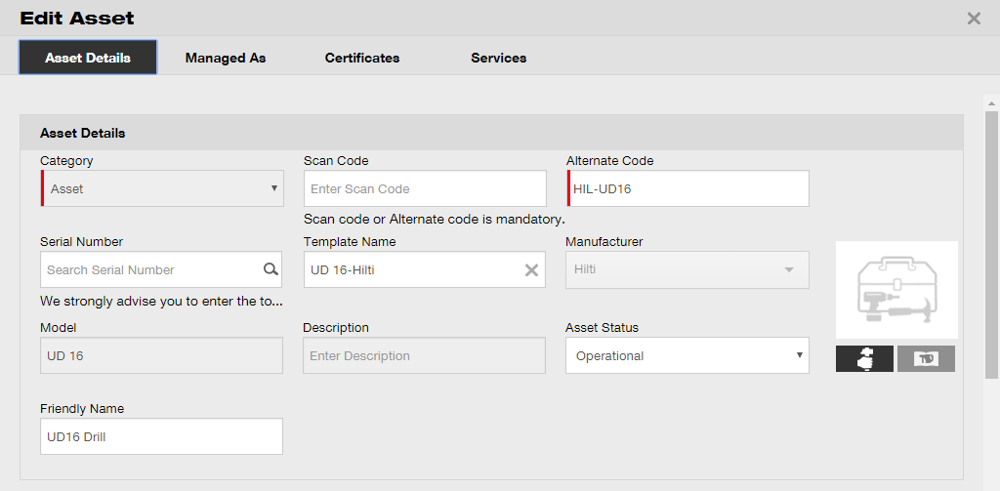 Edit Asset
Asset Details Managed As Certificates Services
Asset Details
Category Scan Code Alternate Code
Asset Enter Scan Code HIL-UD16
Scan code or Alternate code is mandatory.
Serial Number Template Name Manufacturer
Search Serial Number UD 16-Hilti Hilti
We strongly advise you to enter the to...
Model Description Asset Status
UD 16 Enter Description Operational
Friendly Name
UD16 Drill